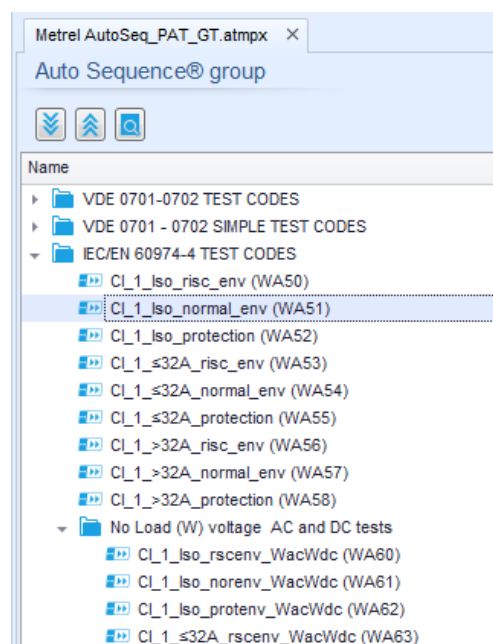 Metrel AutoSeq_PAT_GT.atmpx ×
Auto Sequence® group
Name
VDE 0701-0702 TEST CODES
VDE 0701 - 0702 SIMPLE TEST CODES
IEC/EN 60974-4 TEST CODES
Cl_1_Iso_risc_env (WA50)
Cl_1_Iso_normal_env (WA51)
Cl_1_Iso_protection (WA52)
Cl_1_≤32A_risc_env (WA53)
Cl_1_≤32A_normal_env (WA54)
Cl_1_≤32A_protection (WA55)
Cl_1_>32A_risc_env (WA56)
Cl_1_>32A_normal_env (WA57)
Cl_1_>32A_protection (WA58)
No Load (W) voltage AC and DC tests
Cl_1_Iso_rscenv_WacWdc (WA60)
Cl_1_Iso_norenv_WacWdc (WA61)
Cl_1_Iso_protenv_WacWdc (WA62)
Cl_1_≤32A_rscenv_WacWdc (WA63)